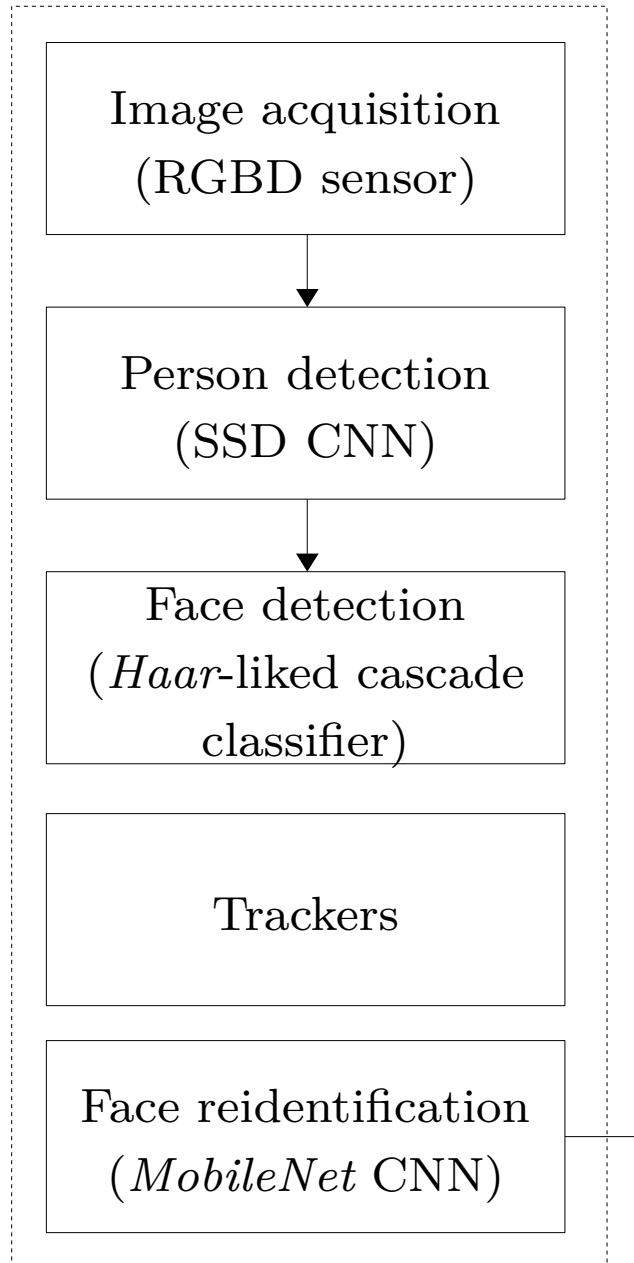 Image acquisition
(RGBD sensor)
Person detection
(SSD CNN)
Face detection
(Haar-liked cascade
classifier)
Trackers
Face reidentification
(MobileNet CNN)